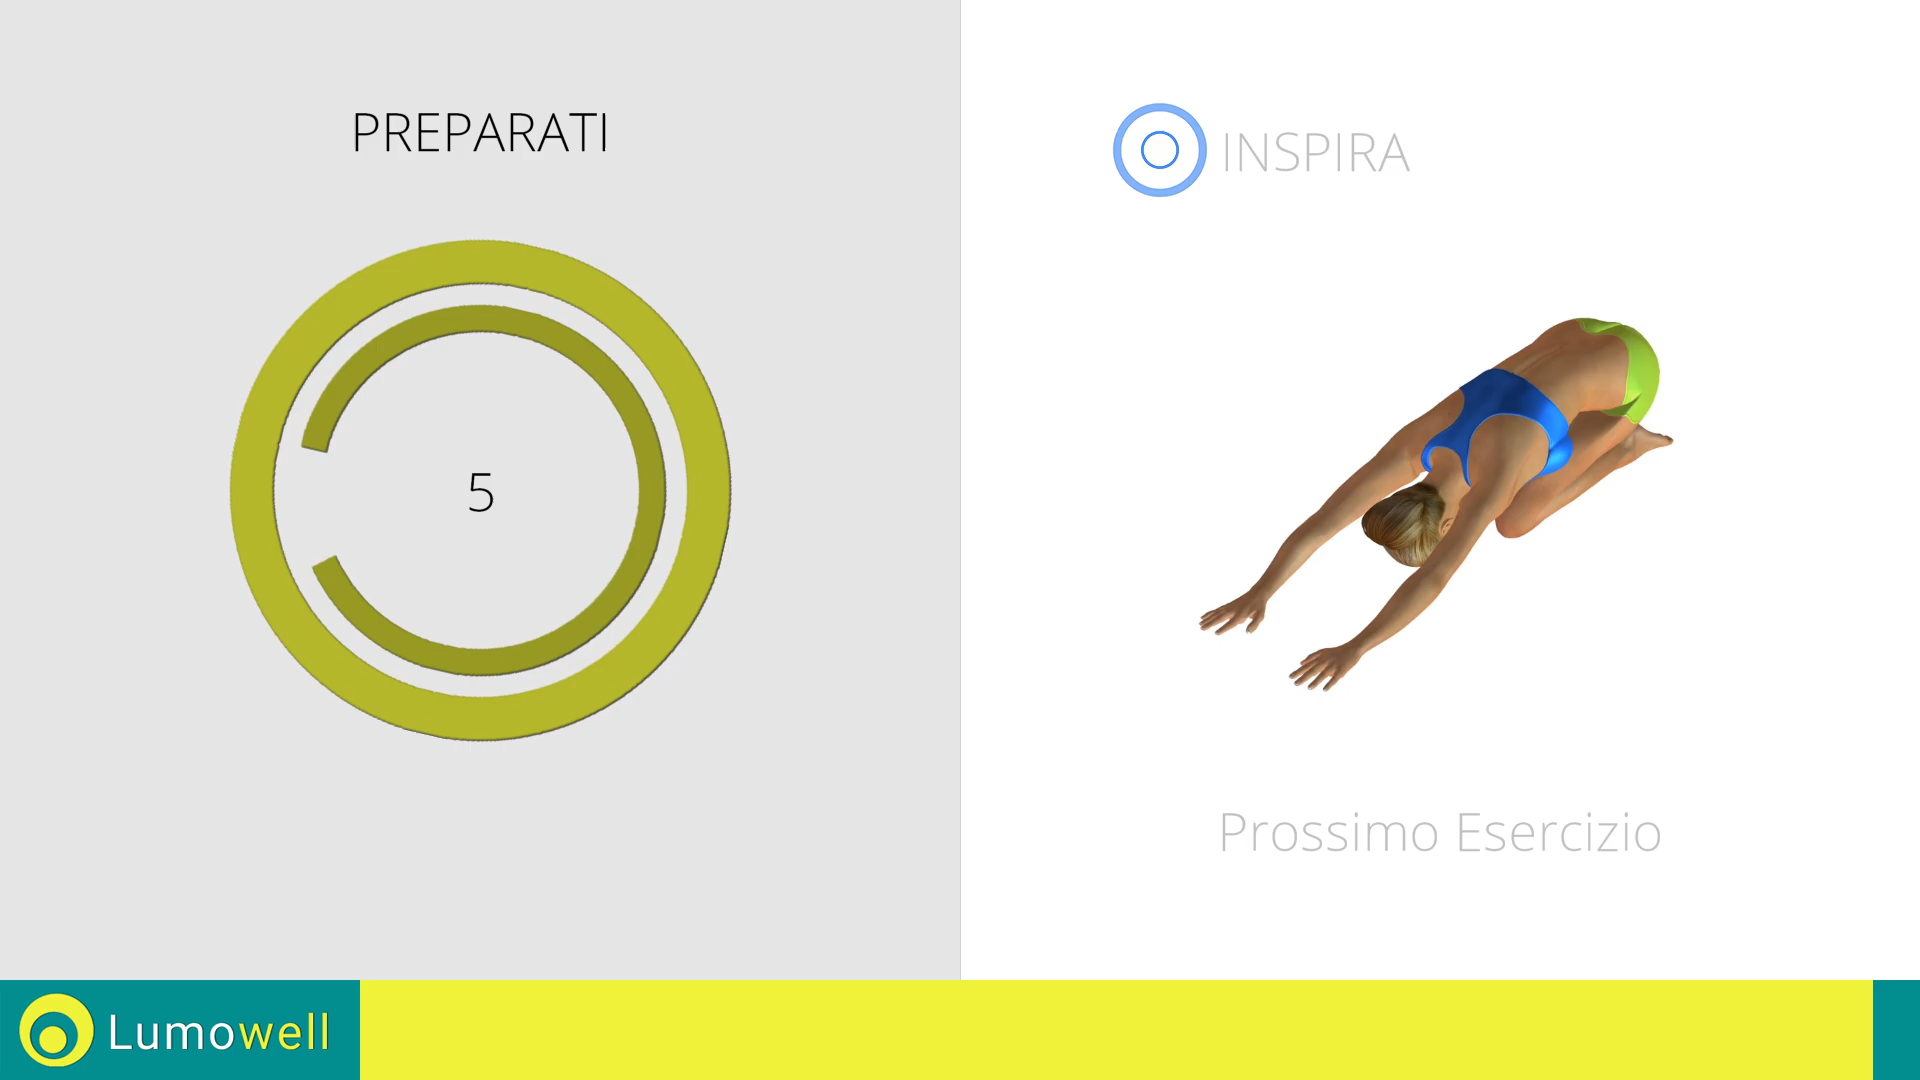 PREPARATI
5
INSPIRA
Prossimo Esercizio
Lumowell